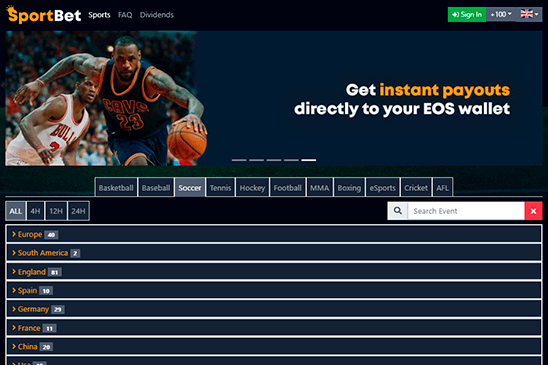 SportBet Sports FAQ Dividends Sign In +100
Get instant payouts
directly to your EOS wallet
CAVS
23
BULLS
Basketball Baseball Soccer Tennis Hockey Football MMA Boxing eSports Cricket AFL
ALL 4H 12H 24H Search Event
Europe 40
South America 2
England 81
Spain 10
Germany 29
France 11
China 20